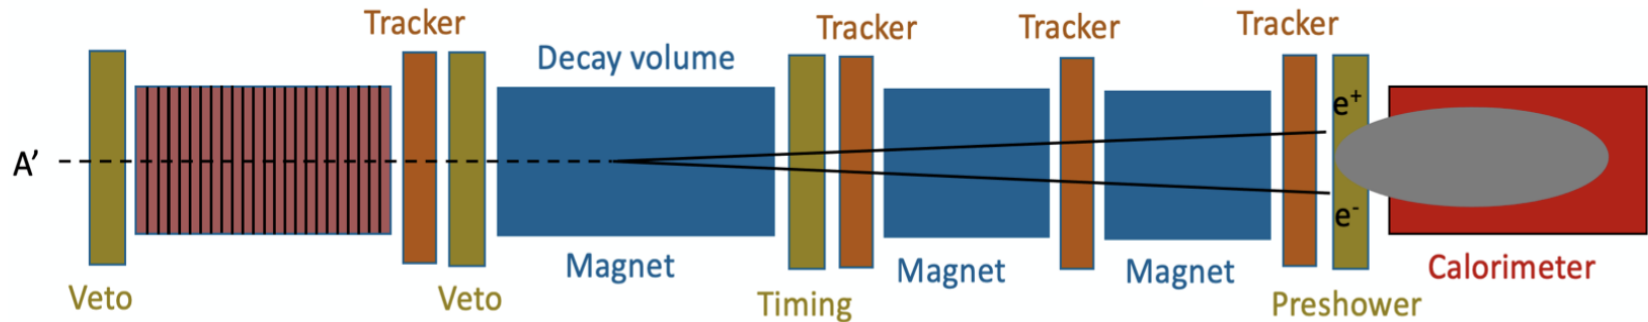 Tracker
Tracker
Tracker
Tracker
Decay volume
A’
e⁺
e⁻
Veto
Veto
Magnet
Timing
Magnet
Magnet
Preshower
Calorimeter